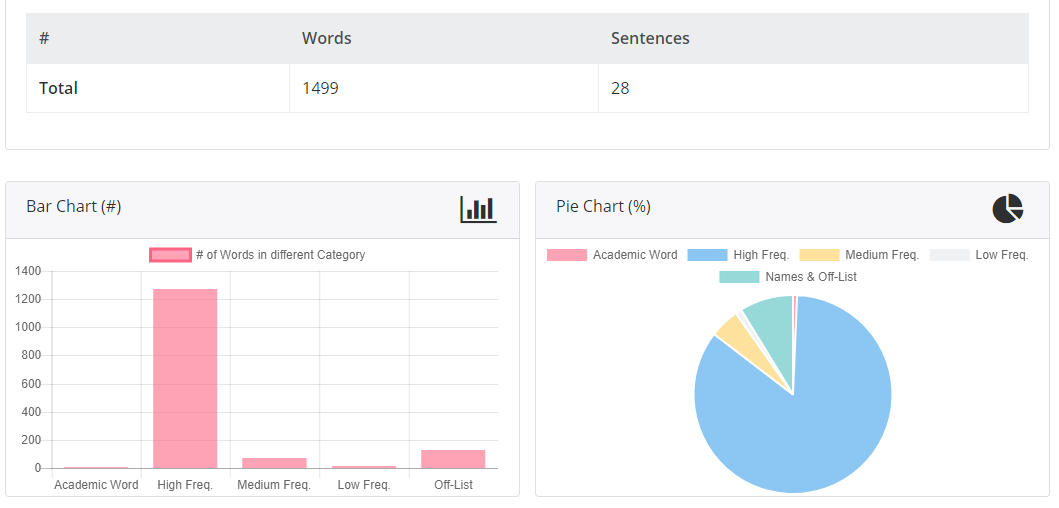 # Words Sentences
Total 1499 28
Bar Chart (#)
# of Words in different Category
1400
1200
1000
800
600
400
200
0
Academic Word High Freq. Medium Freq. Low Freq. Off-List
Pie Chart (%)
Academic Word High Freq. Medium Freq. Low Freq.
Names & Off-List